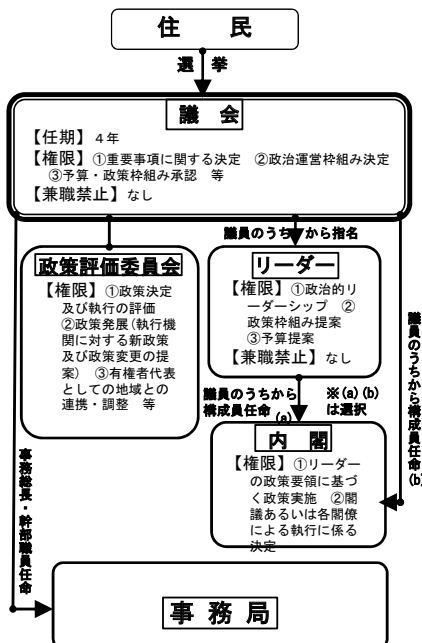 住　民
選　挙
議　会
【任期】４年
【権限】①重要事項に関する決定　②政治運営枠組み決定
③予算・政策枠組み承認　等
【兼職禁止】なし
議員のうちから指名
政策評価委員会
【権限】①政策決定
及び執行の評価
②政策発展(執行機
関に対する新政策
及び政策変更の提
案)　③有権者代表
としての地域との
連携・調整　等
リーダー
【権限】①政治的リ
ーダーシップ　②
政策枠組み提案
③予算提案
【兼職禁止】なし
議員のうちから
構成員任命
(a)
※(a)(b)
は選択
内　閣
【権限】①リーダー
の政策要領に基づ
く政策実施　②閣
議あるいは各閣僚
による執行に係る
決定
議員のうちから構成員任命(b)
事務総長・幹部職員任命
事　務　局